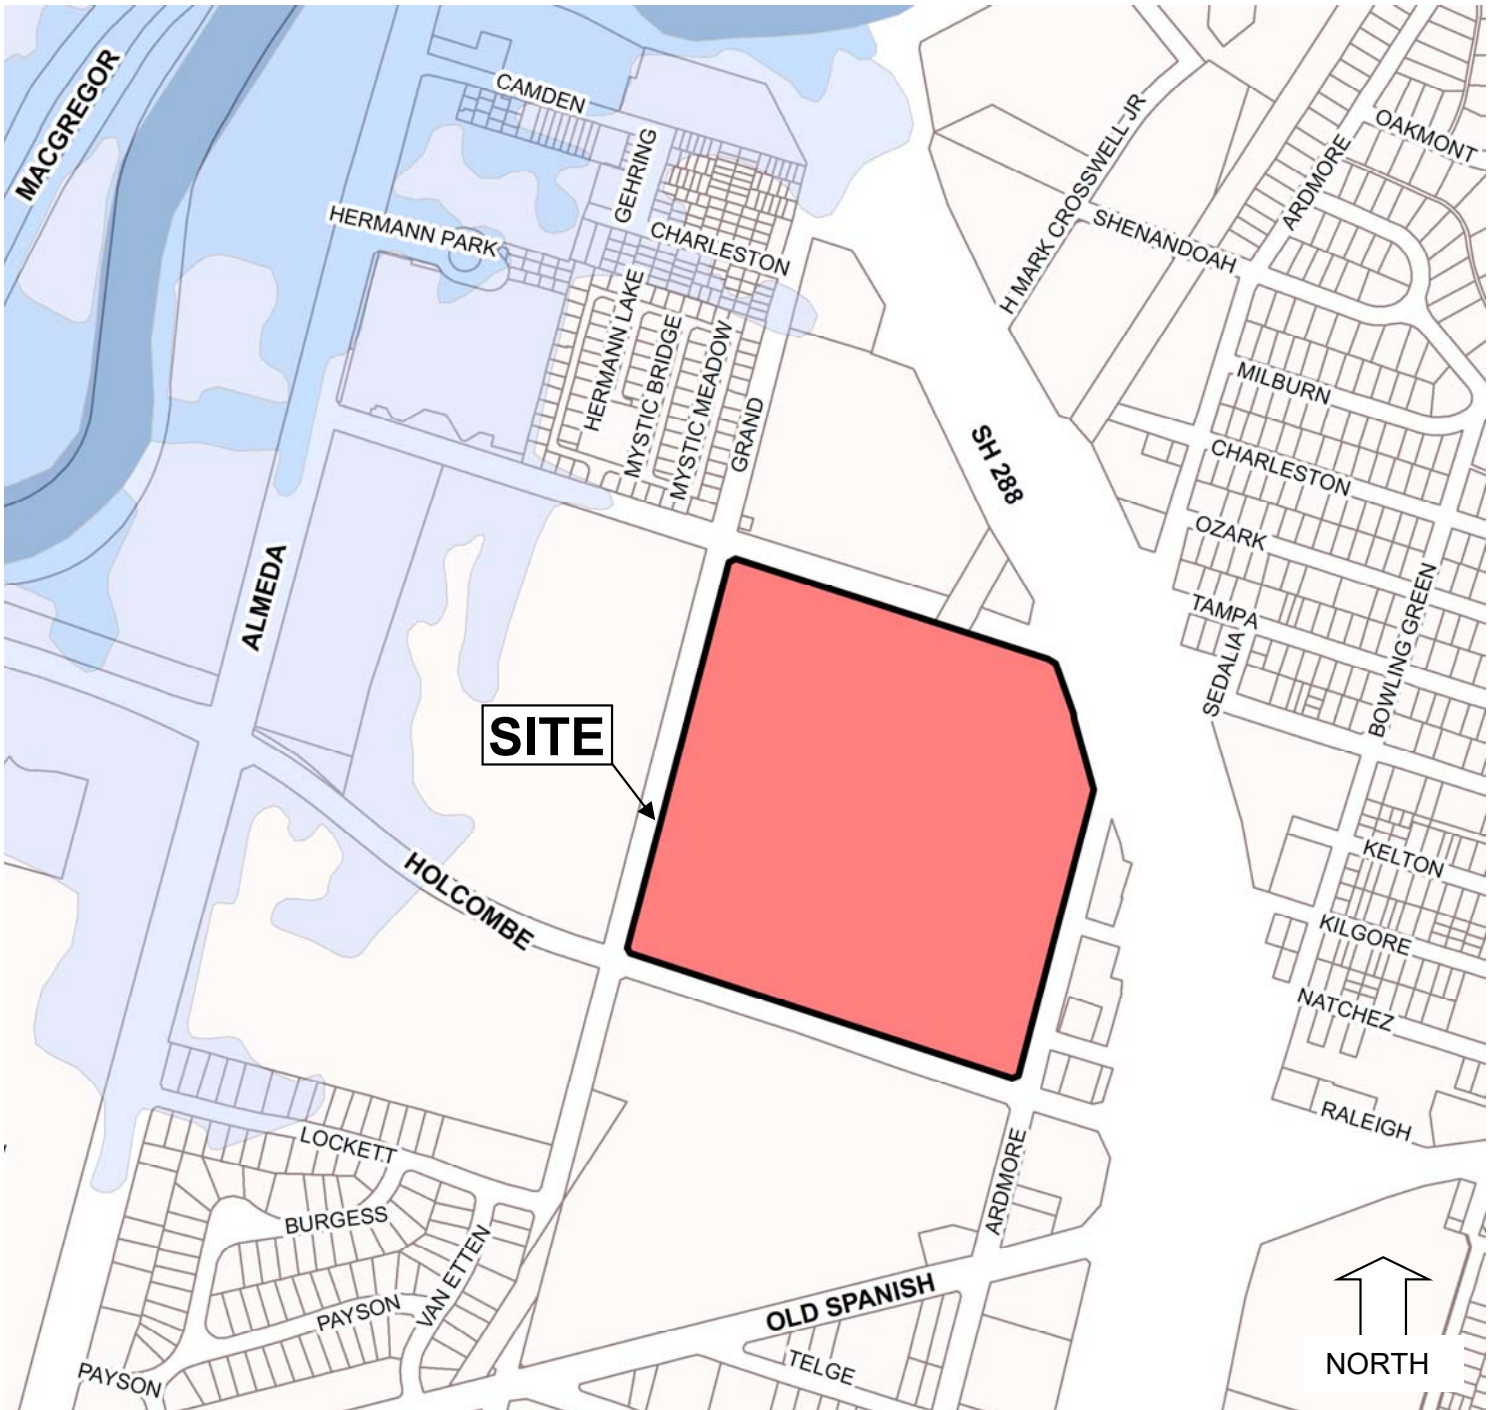 MACGREGOR
CAMDEN
GEHRING
HERMANN PARK
CHARLESTON
H MARK CROSSWELL JR
SHENANDOAH
ARDMORE
OAKMONT
HERMANN LAKE
MYSTIC BRIDGE
MYSTIC MEADOW
GRAND
SH 288
MILBURN
CHARLESTON
OZARK
TAMPA
SEDALIA
BOWLING GREEN
ALMEDA
SITE
HOLCOMBE
KELTON
KILGORE
NATCHEZ
RALEIGH
LOCKETT
BURGESS
VAN ETTEN
PAYSON
PAYSON
ARDMORE
OLD SPANISH
TELGE
NORTH